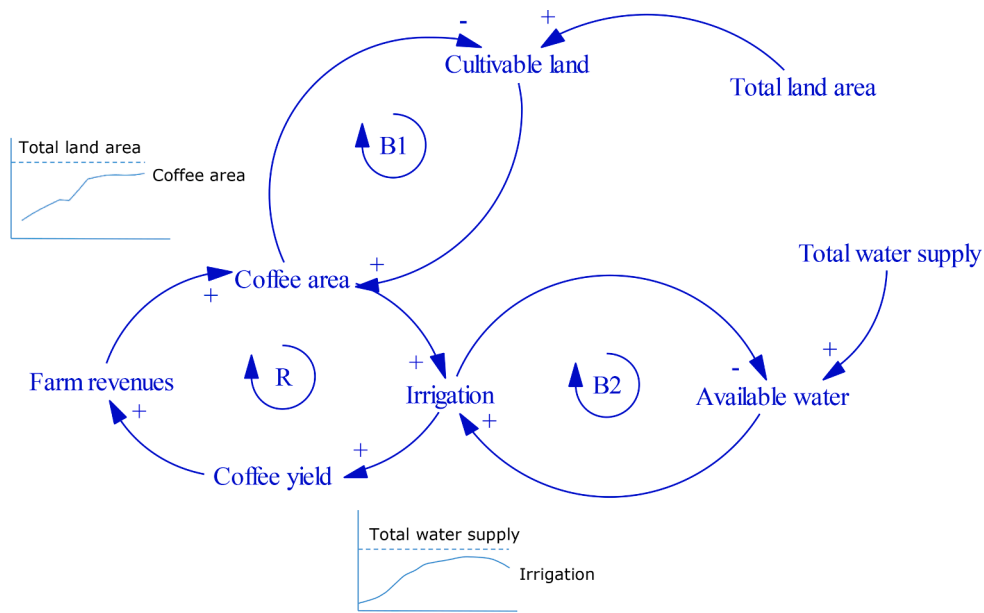 -
+
Cultivable land
Total land area
B1
Total land area
Coffee area
+
Coffee area
+
Total water supply
+
+
R
B2
-
Farm revenues
Irrigation
Available water
+
+
+
Coffee yield
Total water supply
Irrigation